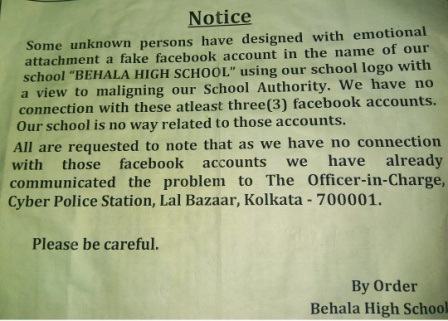 Notice
Some unknown persons have designed with emotional
attachment a fake facebook account in the name of our
school "BEHALA HIGH SCHOOL" using our school logo with
a view to maligning our School Authority. We have no
connection with these atleast three(3) facebook accounts.
Our school is no way related to those accounts.
All are requested to note that as we have no connection
with those facebook accounts we have already
communicated the problem to The Officer-in-Charge,
Cyber Police Station, Lal Bazaar, Kolkata - 700001.
Please be careful.
By Order
Behala High School